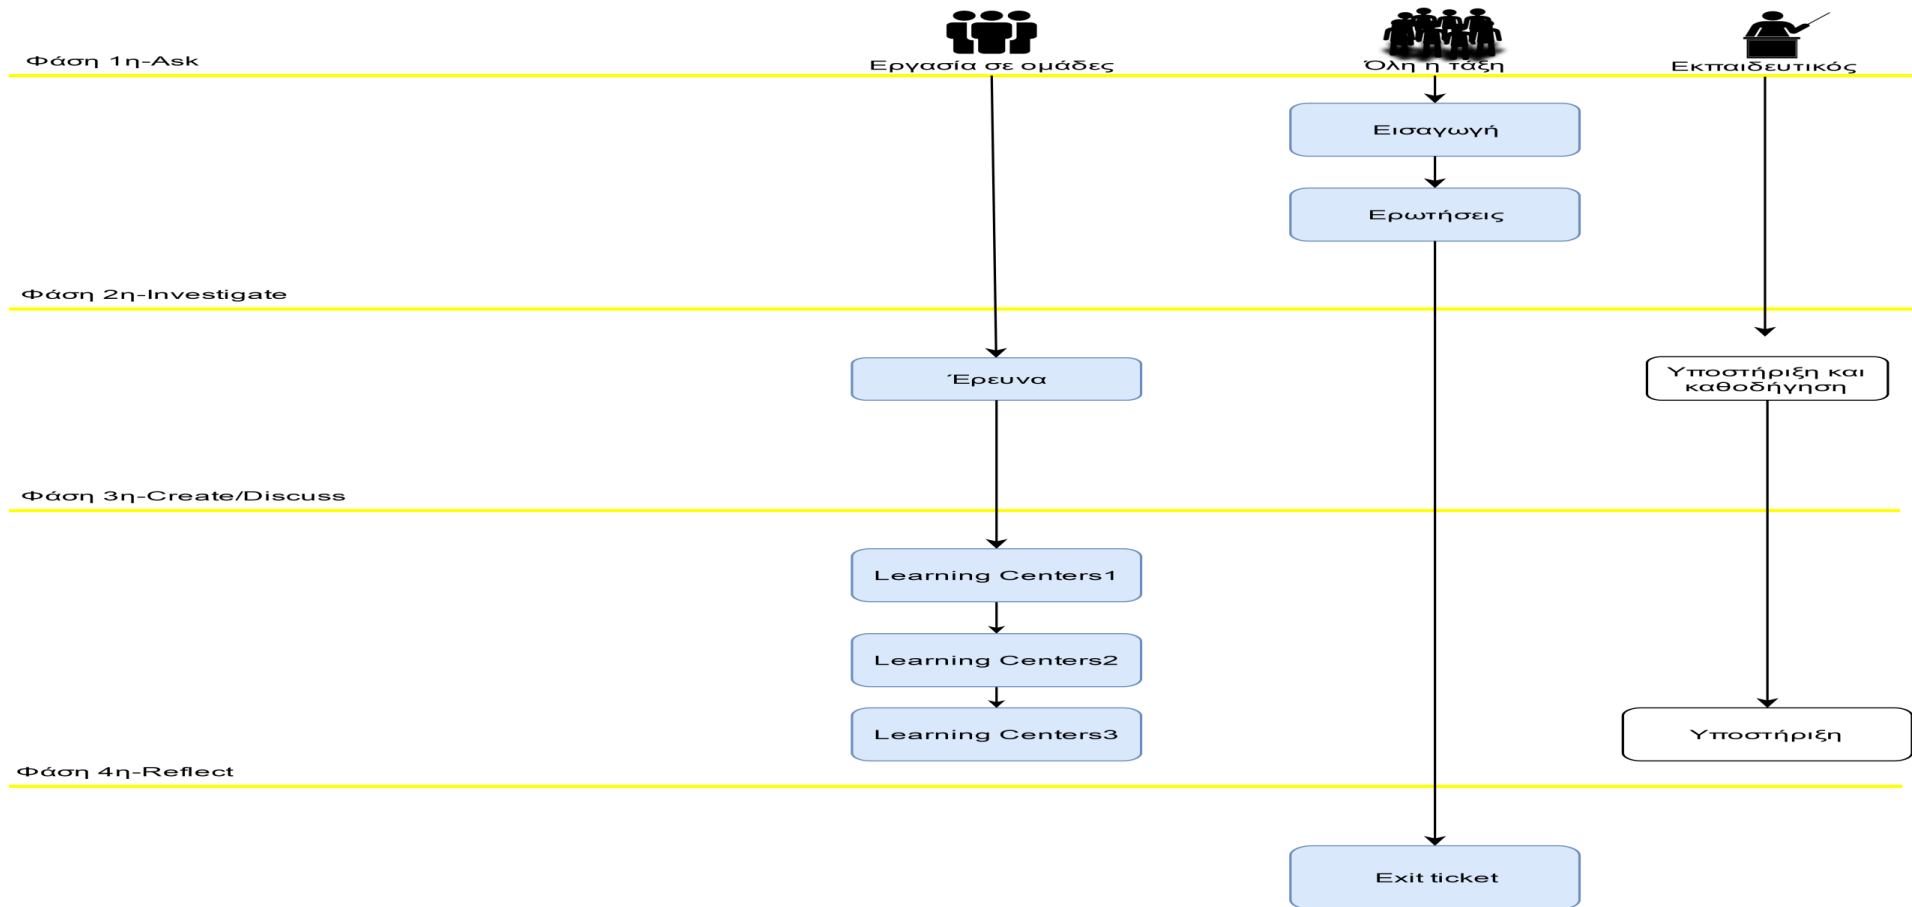 Φάση 1η-Ask
Εργασία σε ομάδες
Όλη η τάξη
Εκπαιδευτικός
Εισαγωγή
Ερωτήσεις
Φάση 2η-Investigate
Έρευνα
Υποστήριξη και
καθοδήγηση
Φάση 3η-Create/Discuss
Learning Centers1
Learning Centers2
Learning Centers3
Υποστήριξη
Φάση 4η-Reflect
Exit ticket